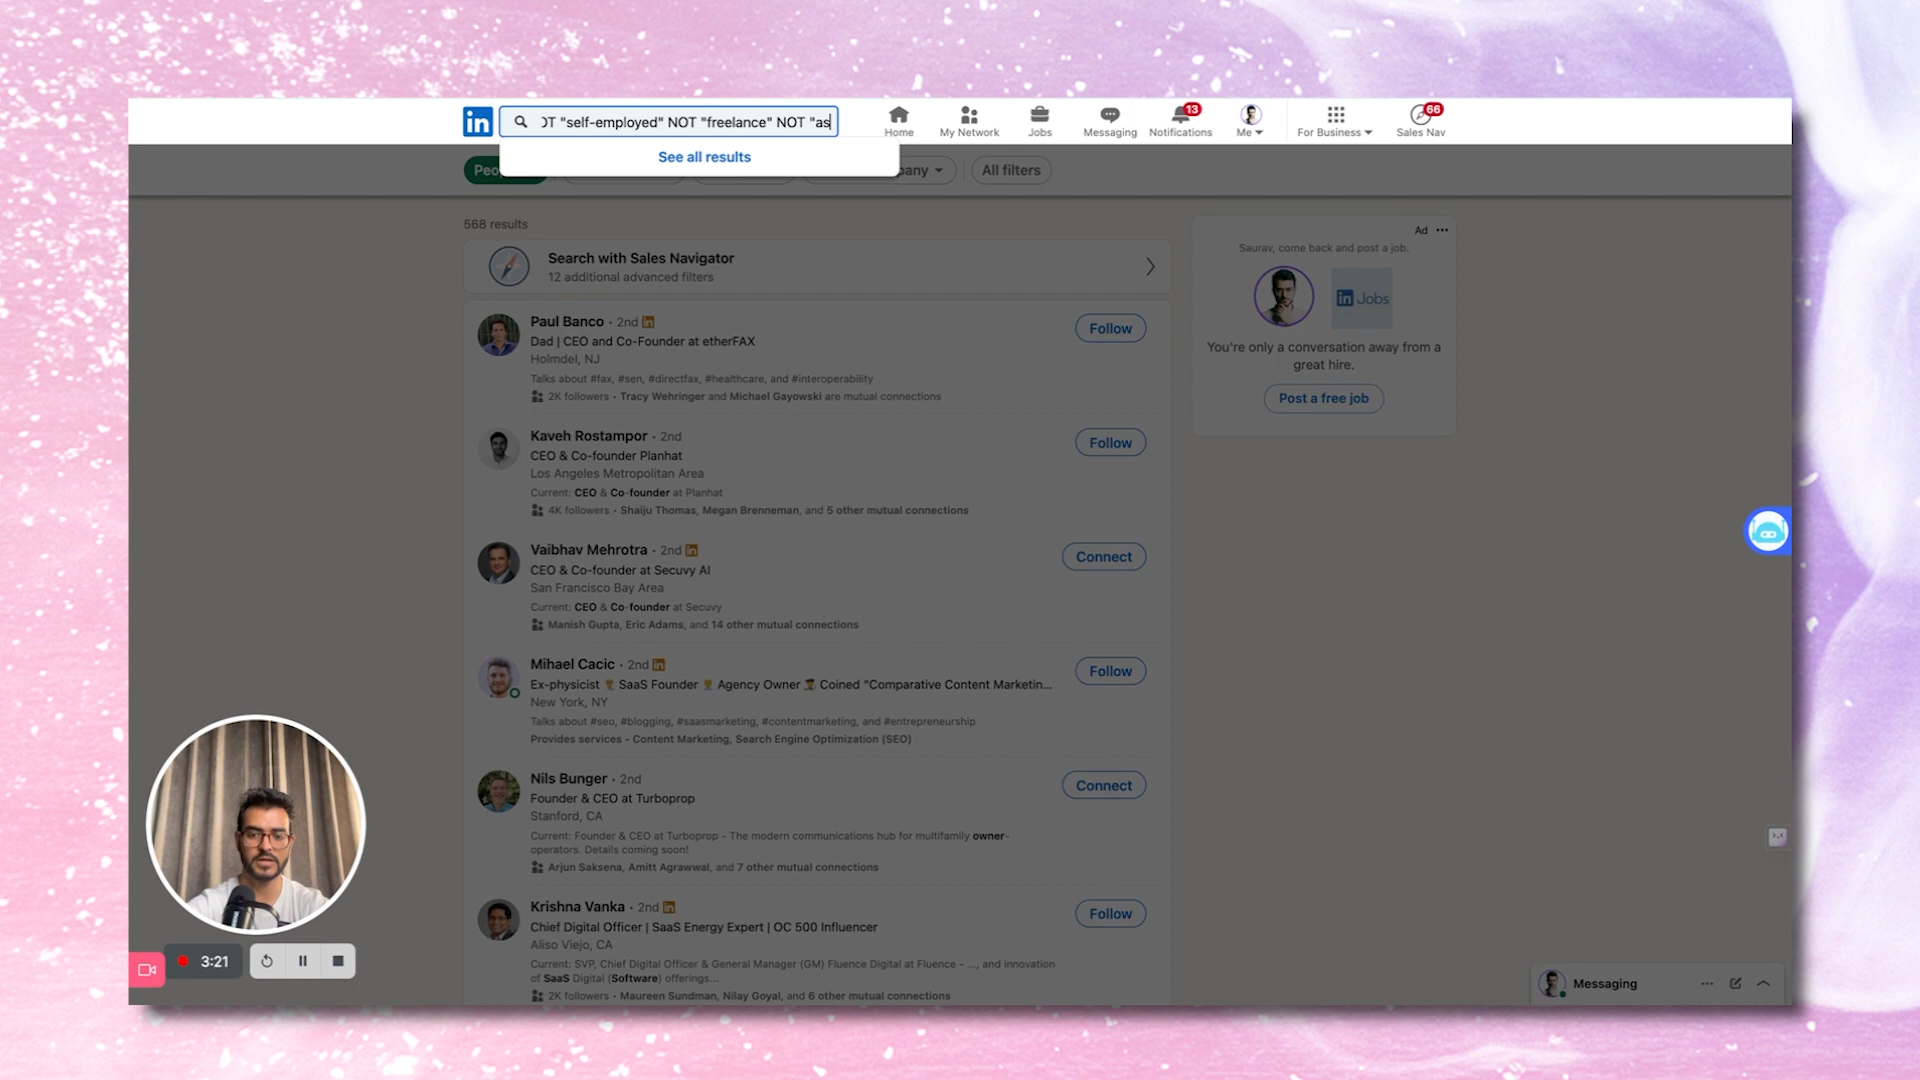 in
OT "self-employed" NOT "freelance" NOT "as
Home
My Network
Jobs
Messaging
13
Notifications
Me
For Business
66
Sales Nav
See all results
All filters
568 results
Search with Sales Navigator
12 additional advanced filters
Paul Banco · 2nd in
Dad | CEO and Co-Founder at etherFAX
Holmdel, NJ
Talks about #fax, #sen, #directfax, #healthcare, and #interoperability
2K followers · Tracy Wehringer and Michael Gayowski are mutual connections
Follow
Kaveh Rostampor · 2nd
CEO & Co-founder Planhat
Los Angeles Metropolitan Area
Current: CEO & Co-founder at Planhat
4K followers · Shaiju Thomas, Megan Brenneman, and 5 other mutual connections
Follow
Vaibhav Mehrotra · 2nd in
CEO & Co-founder at Secuvy AI
San Francisco Bay Area
Current: CEO & Co-founder at Secuvy
Manish Gupta, Eric Adams, and 14 other mutual connections
Connect
Mihael Cacic · 2nd in
Ex-physicist SaaS Founder Agency Owner Coined "Comparative Content Marketin...
New York, NY
Talks about #seo, #blogging, #saasmarketing, #contentmarketing, and #entrepreneurship
Provides services - Content Marketing, Search Engine Optimization (SEO)
Follow
Nils Bunger · 2nd
Founder & CEO at Turboprop
Stanford, CA
Current: Founder & CEO at Turboprop - The modern communications hub for multifamily owner-
operators. Details coming soon!
Arjun Saksena, Amitt Agrawwal, and 7 other mutual connections
Connect
Krishna Vanka · 2nd in
Chief Digital Officer | SaaS Energy Expert | OC 500 Influencer
Aliso Viejo, CA
Current: SVP, Chief Digital Officer & General Manager (GM) Fluence Digital at Fluence - ..., and innovation
of SaaS Digital (Software) offerings...
2K followers · Maureen Sundman, Nilay Goyal, and 6 other mutual connections
Follow
Ad
Saurav, come back and post a job.
in Jobs
You're only a conversation away from a
great hire.
Post a free job
3:21
Messaging